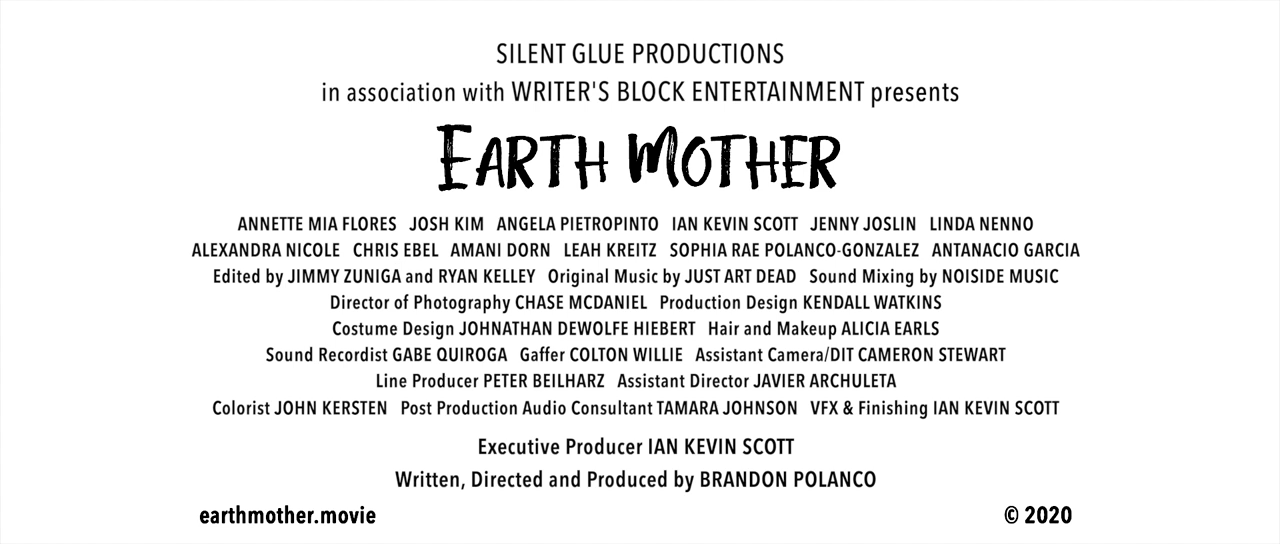 SILENT GLUE PRODUCTIONS
in association with WRITER'S BLOCK ENTERTAINMENT presents
EARTH MOTHER
ANNETTE MIA FLORES JOSH KIM ANGELA PIETROPINTO IAN KEVIN SCOTT JENNY JOSLIN LINDA NENNO
ALEXANDRA NICOLE CHRIS EBEL AMANI DORN LEAH KREITZ SOPHIA RAE POLANCO-GONZALEZ ANTANACIO GARCIA
Edited by JIMMY ZUNIGA and RYAN KELLEY Original Music by JUST ART DEAD Sound Mixing by NOISIDE MUSIC
Director of Photography CHASE MCDANIEL Production Design KENDALL WATKINS
Costume Design JOHNATHAN DEWOLFE HIEBERT Hair and Makeup ALICIA EARLS
Sound Recordist GABE QUIROGA Gaffer COLTON WILLIE Assistant Camera/DIT CAMERON STEWART
Line Producer PETER BEILHARZ Assistant Director JAVIER ARCHULETA
Colorist JOHN KERSTEN Post Production Audio Consultant TAMARA JOHNSON VFX & Finishing IAN KEVIN SCOTT
Executive Producer IAN KEVIN SCOTT
Written, Directed and Produced by BRANDON POLANCO
earthmother.movie © 2020